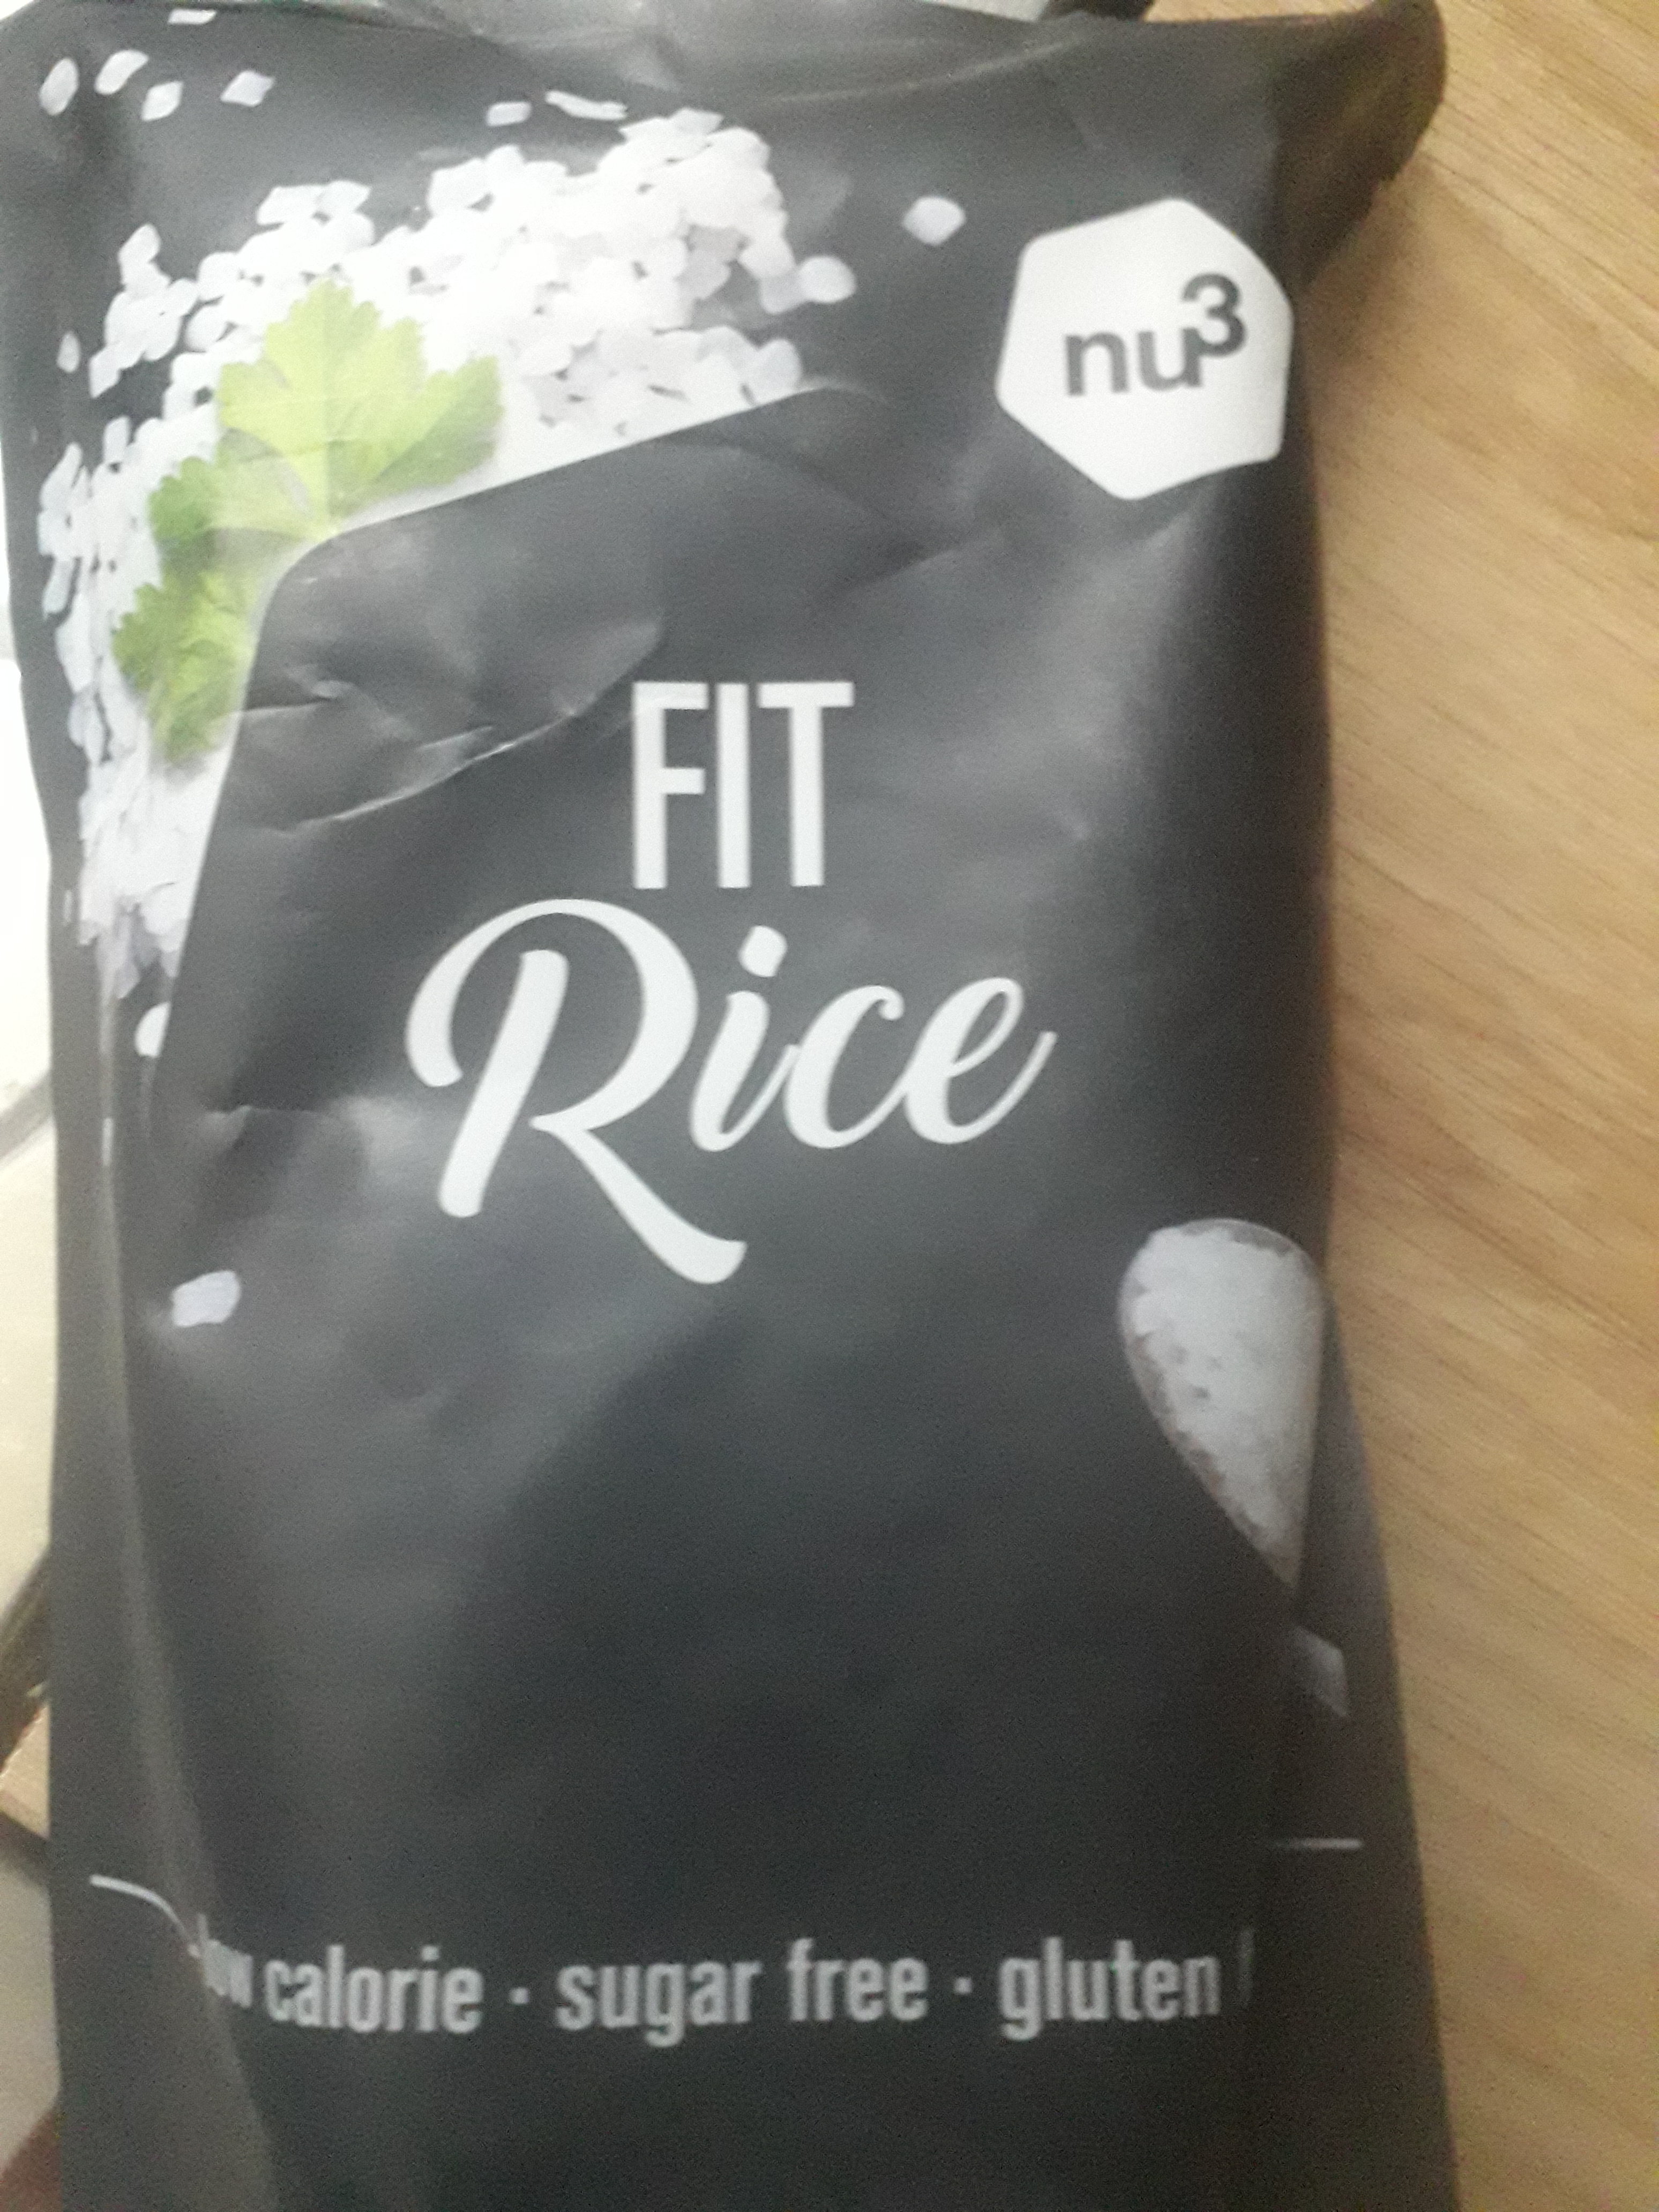 nu3
FIT
Rice
calorie · sugar free · gluten